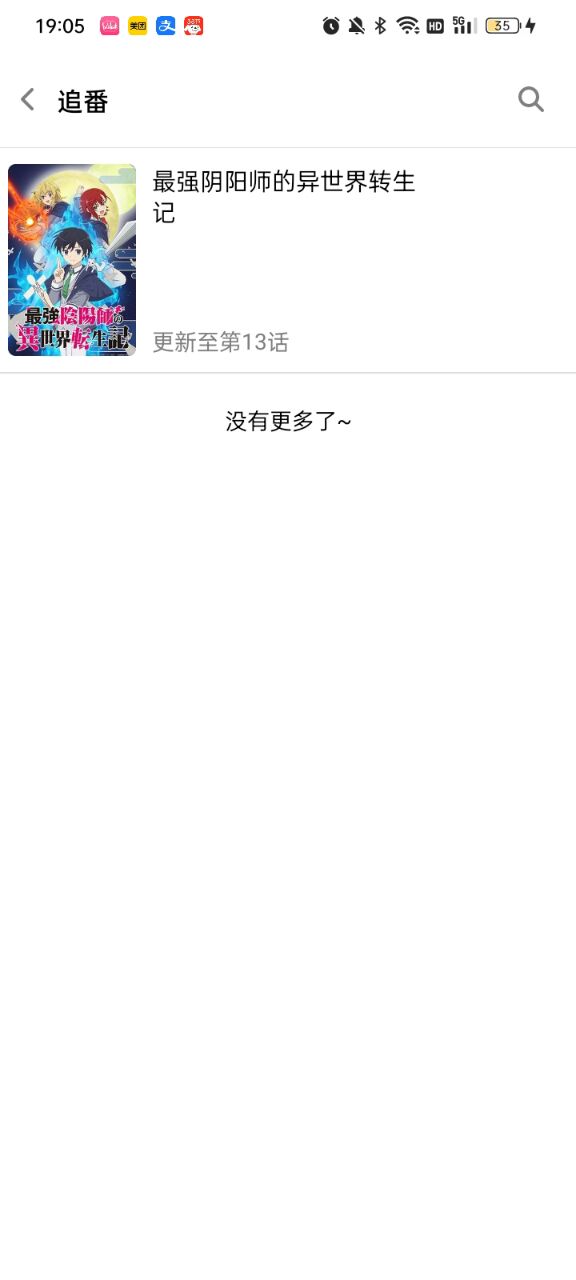 19:05
美团
支
HD
5G
35
追番
最强阴阳师的异世界转生
记
最強陰陽師の
異世界転生記
更新至第13话
没有更多了~